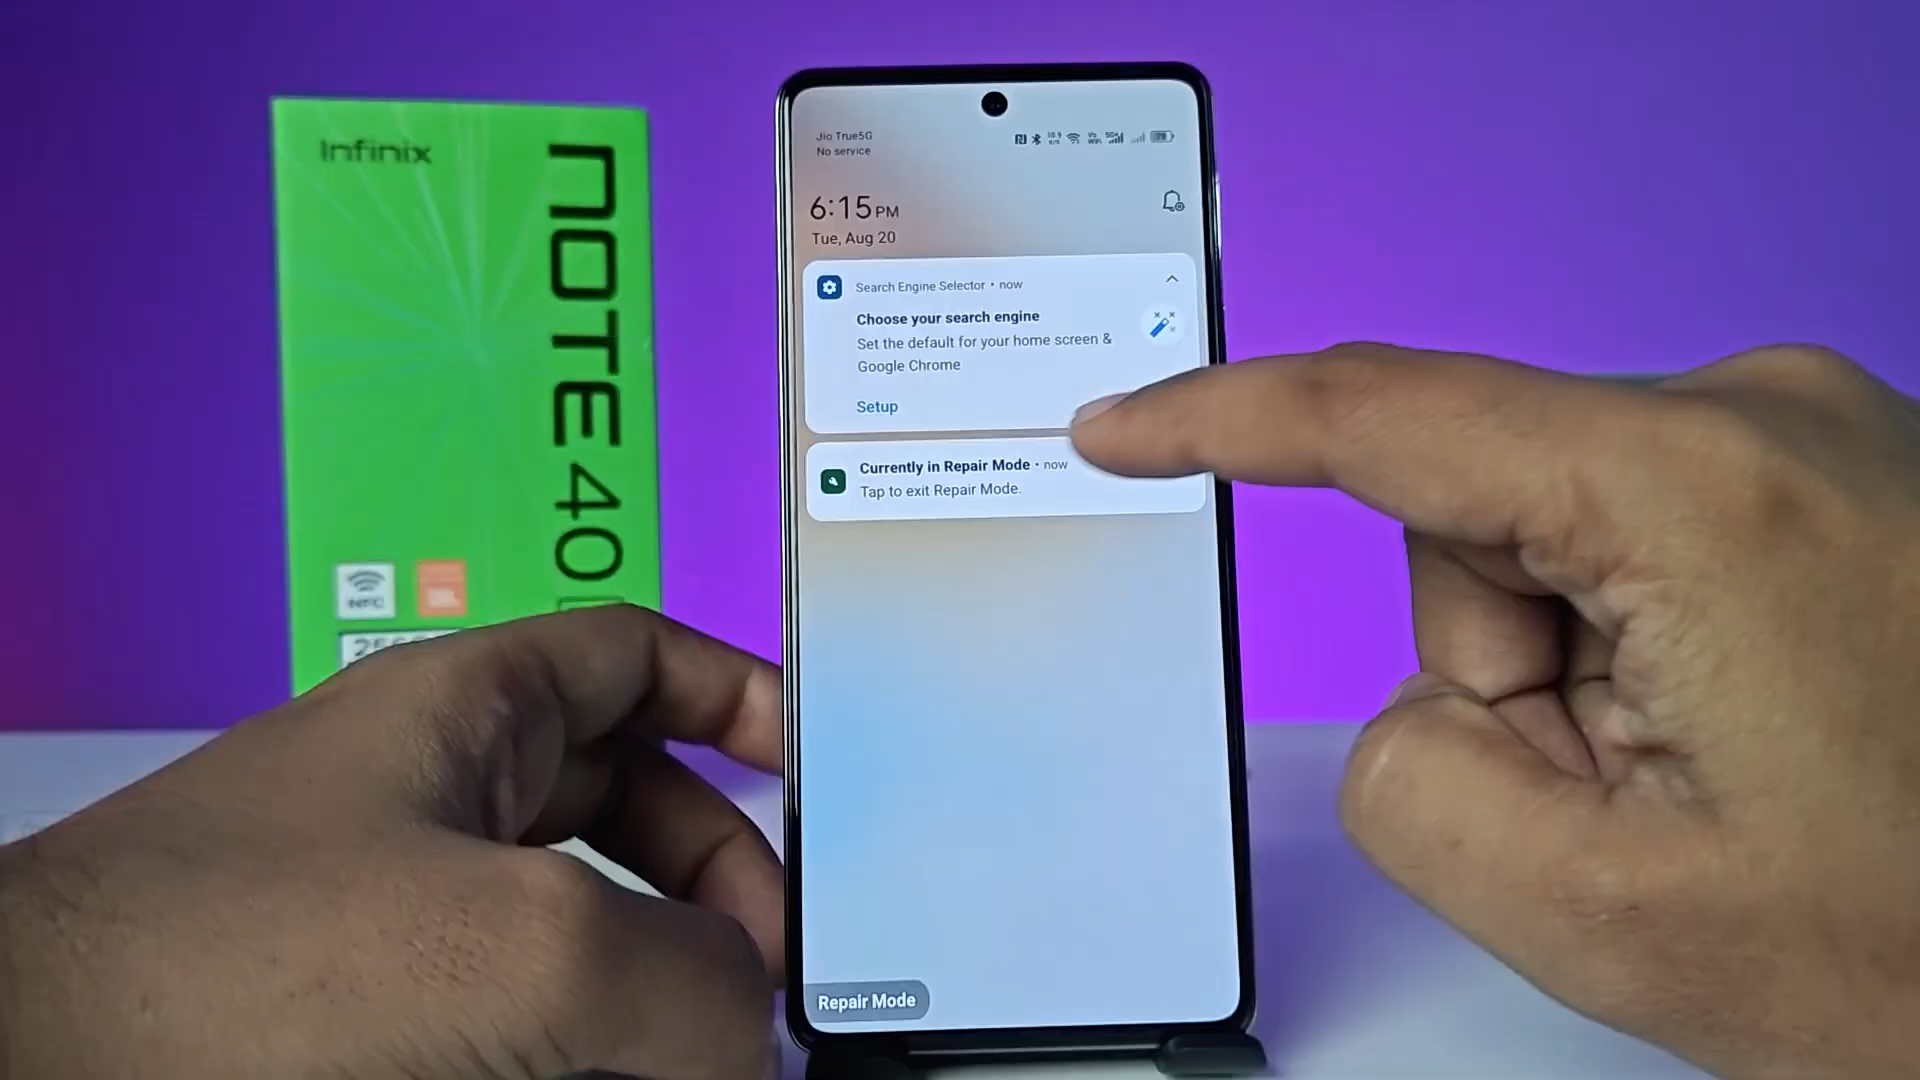 Infinix
NOTE 40
NFC
JBL
Jio True5G
No service
6:15 PM
Tue, Aug 20
Search Engine Selector • now
Choose your search engine
Set the default for your home screen &
Google Chrome
Setup
Currently in Repair Mode • now
Tap to exit Repair Mode.
Repair Mode